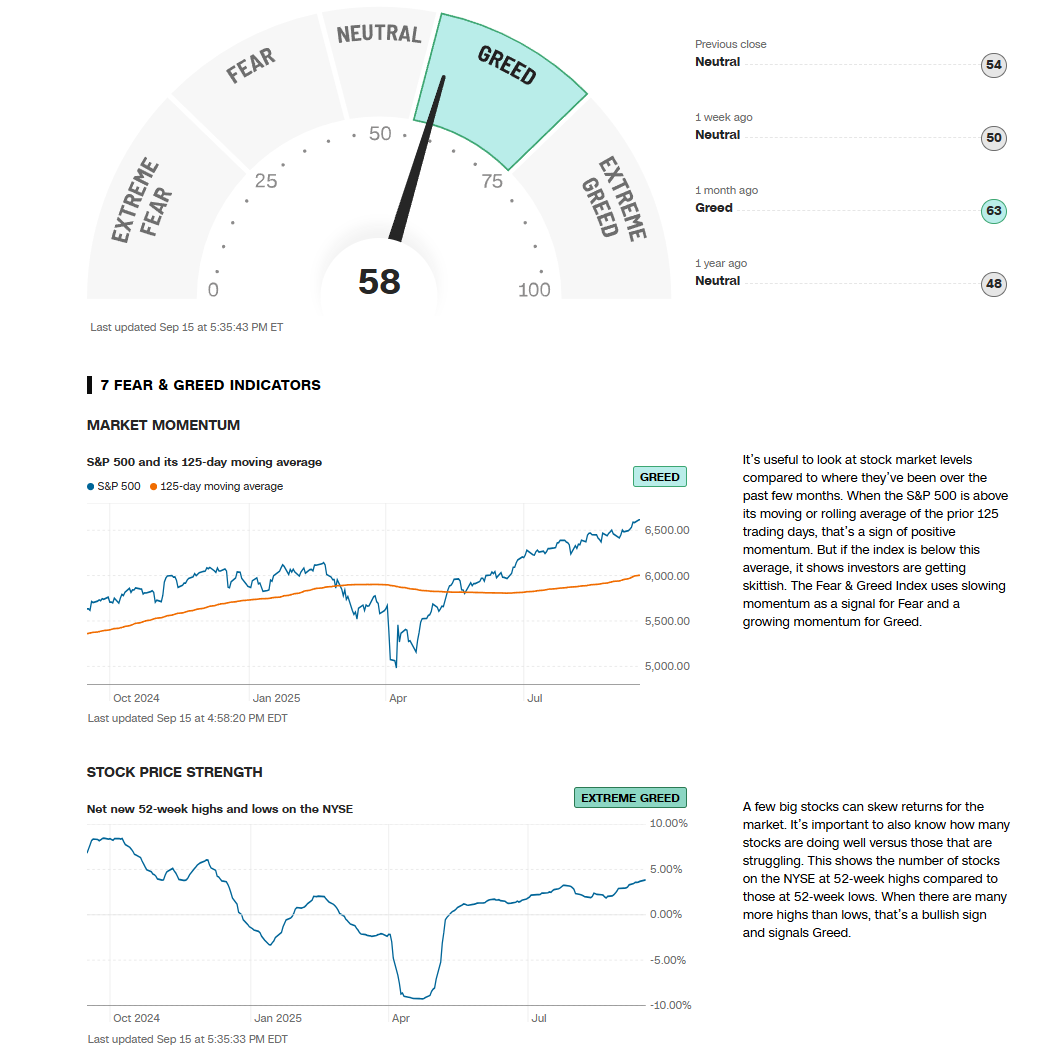 EXTREME
FEAR
FEAR
NEUTRAL
GREED
EXTREME
GREED
0
25
50
75
100
58
Last updated Sep 15 at 5:35:43 PM ET
Previous close
Neutral 54
1 week ago
Neutral 50
1 month ago
Greed 63
1 year ago
Neutral 48
7 FEAR & GREED INDICATORS
MARKET MOMENTUM
S&P 500 and its 125-day moving average
GREED
S&P 500 125-day moving average
6,500.00
6,000.00
5,500.00
5,000.00
Oct 2024 Jan 2025 Apr Jul
Last updated Sep 15 at 4:58:20 PM EDT
It's useful to look at stock market levels
compared to where they've been over the
past few months. When the S&P 500 is above
its moving or rolling average of the prior 125
trading days, that's a sign of positive
momentum. But if the index is below this
average, it shows investors are getting
skittish. The Fear & Greed Index uses slowing
momentum as a signal for Fear and a
growing momentum for Greed.
STOCK PRICE STRENGTH
Net new 52-week highs and lows on the NYSE
EXTREME GREED
10.00%
5.00%
0.00%
-5.00%
-10.00%
Oct 2024 Jan 2025 Apr Jul
Last updated Sep 15 at 5:35:33 PM EDT
A few big stocks can skew returns for the
market. It's important to also know how many
stocks are doing well versus those that are
struggling. This shows the number of stocks
on the NYSE at 52-week highs compared to
those at 52-week lows. When there are many
more highs than lows, that's a bullish sign
and signals Greed.